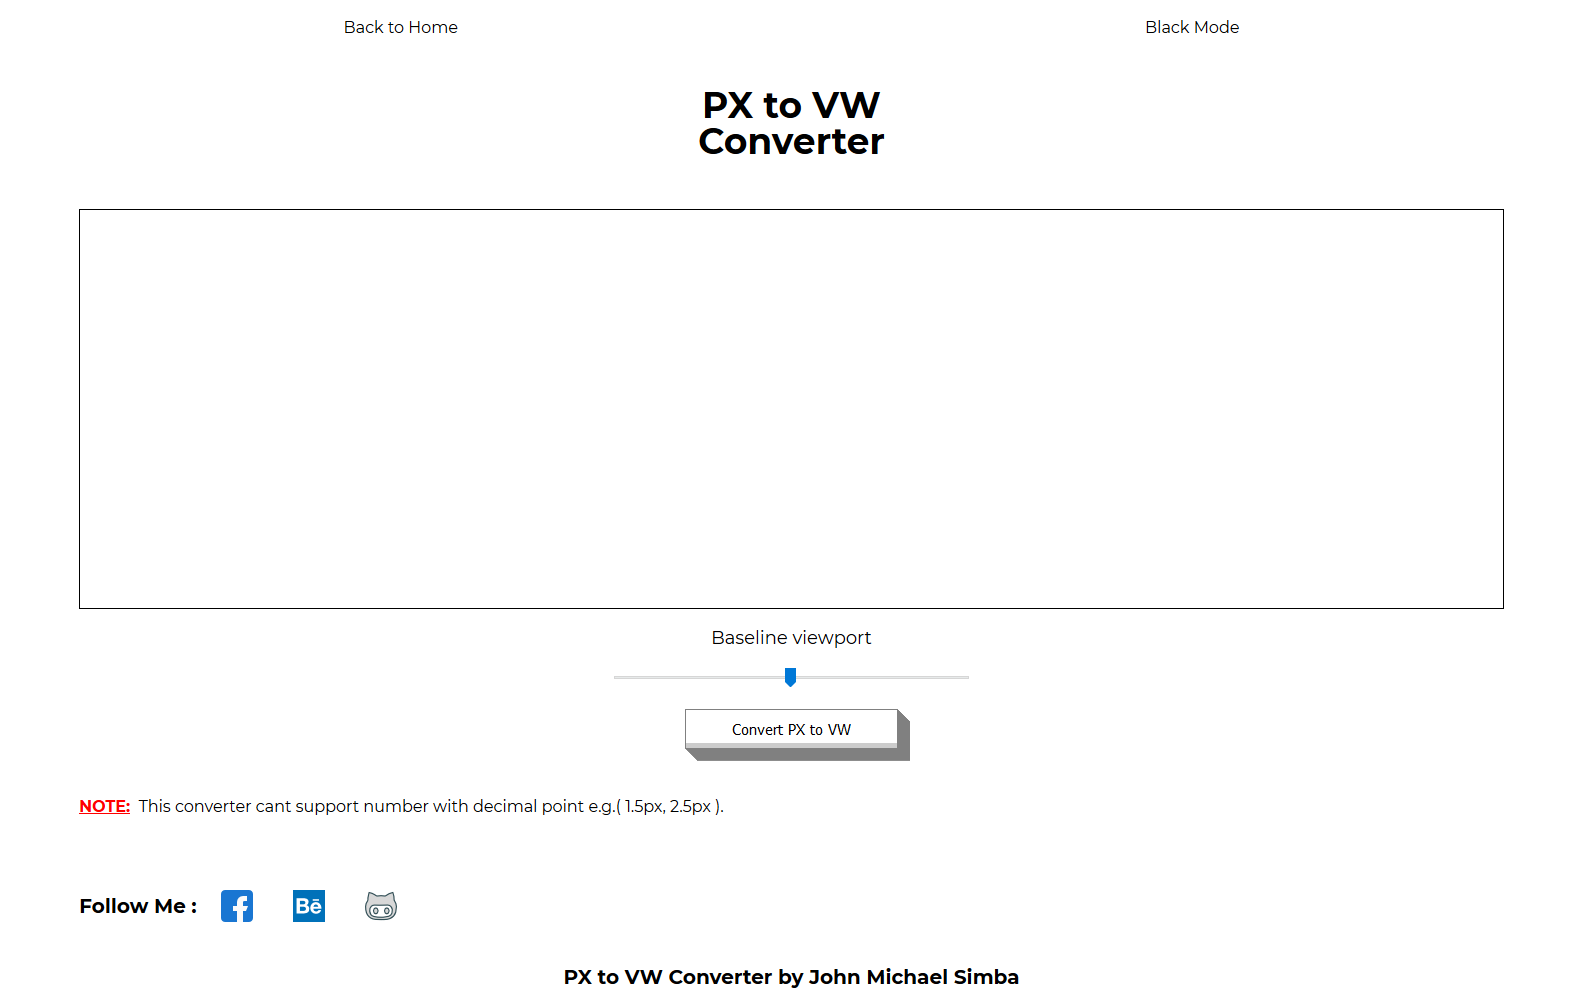 Back to Home
Black Mode
PX to VW
Converter
Baseline viewport
Convert PX to VW
NOTE: This converter cant support number with decimal point e.g.( 1.5px, 2.5px ).
Follow Me :
Bē
PX to VW Converter by John Michael Simba